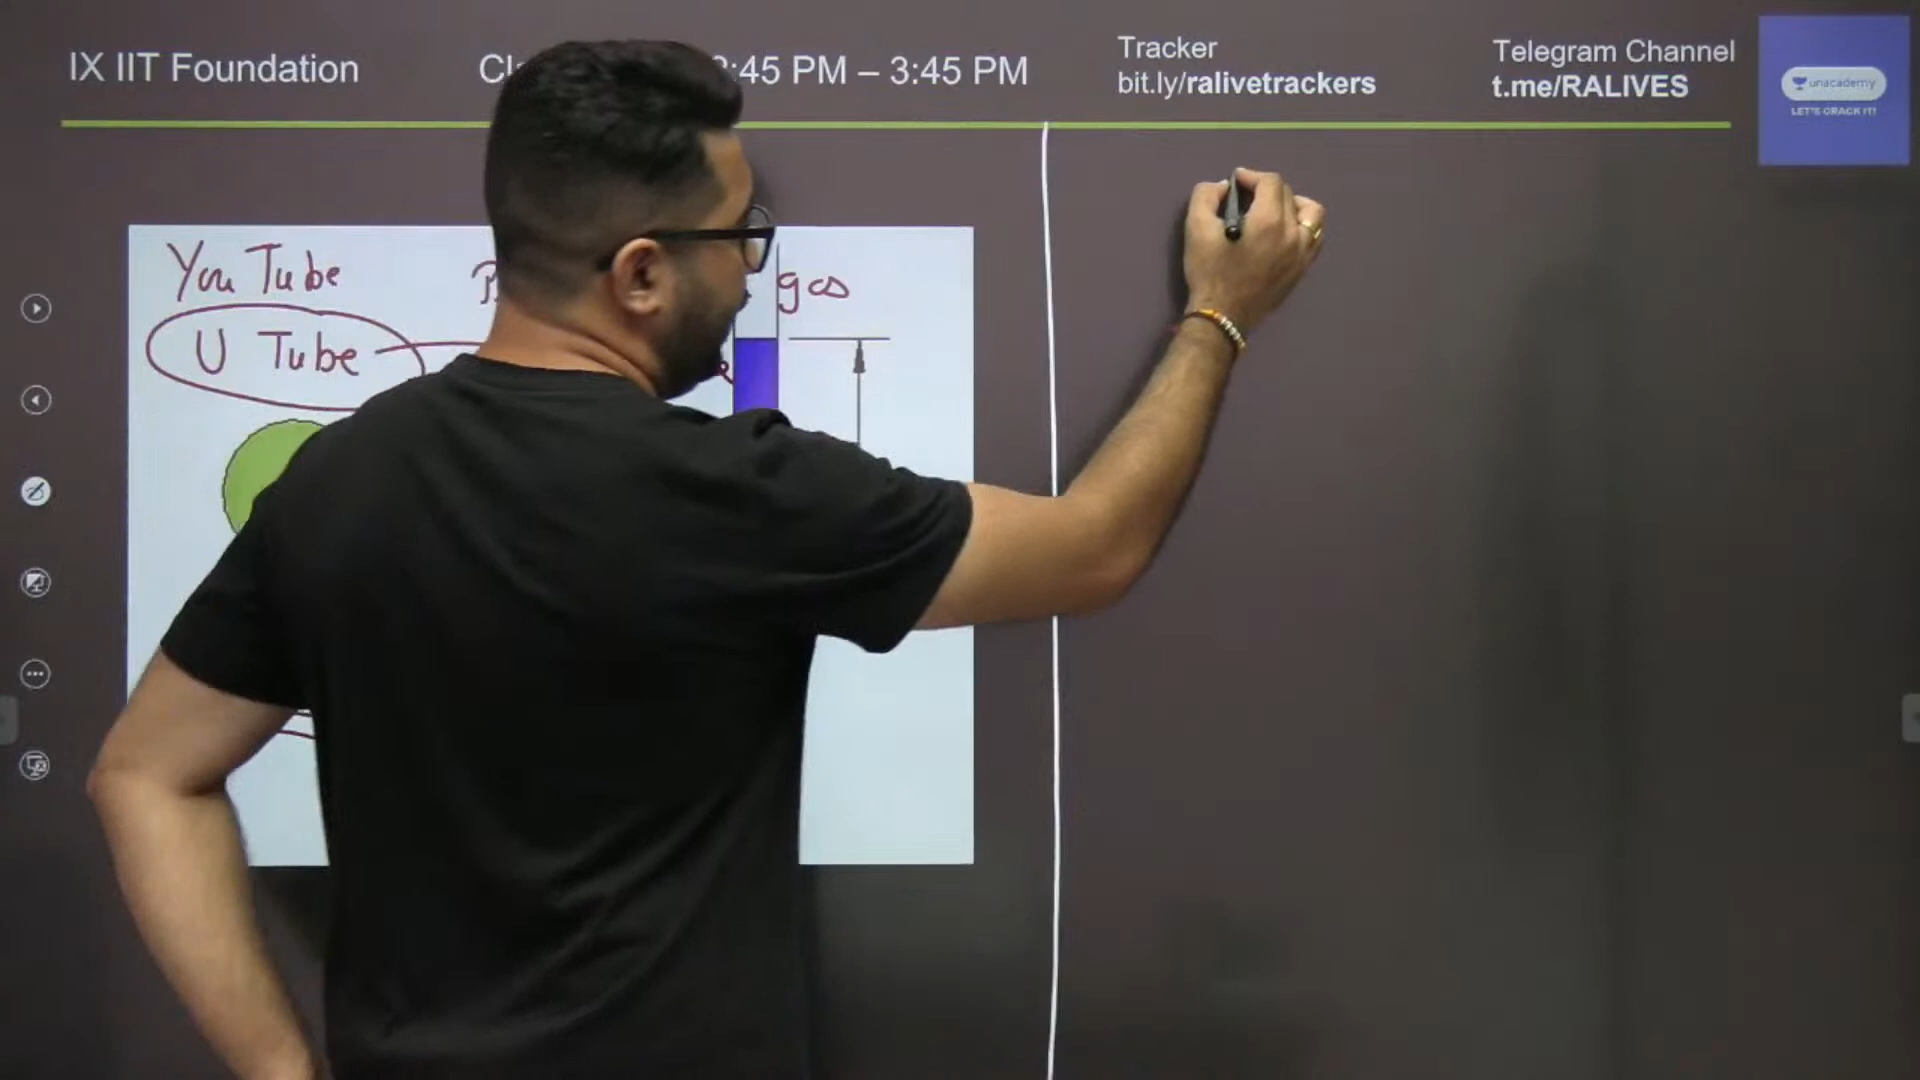 IX IIT Foundation
:45 PM – 3:45 PM
Tracker
bit.ly/ralivetrackers
Telegram Channel
t.me/RALIVES
unacademy
LET'S CRACK IT!
You Tube
gas
U Tube